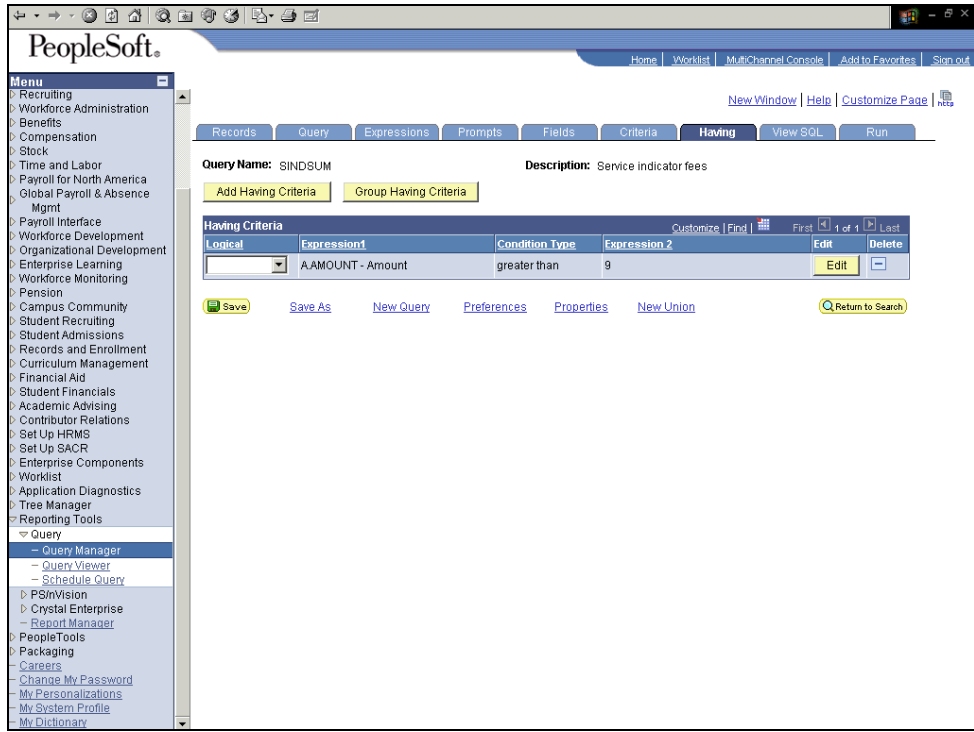 PeopleSoft.
Home | Worklist | MultiChannel Console | Add to Favorites | Sign out
Menu
Recruiting
Workforce Administration
Benefits
Compensation
Stock
Time and Labor
Payroll for North America
Global Payroll & Absence
Mgmt
Payroll Interface
Workforce Development
Organizational Development
Enterprise Learning
Workforce Monitoring
Pension
Campus Community
Student Recruiting
Student Admissions
Records and Enrollment
Curriculum Management
Financial Aid
Student Financials
Academic Advising
Contributor Relations
Set Up HRMS
Set Up SACR
Enterprise Components
Worklist
Application Diagnostics
Tree Manager
Reporting Tools
Query
Query Manager
Query Viewer
Schedule Query
PS/nVision
Crystal Enterprise
Report Manager
PeopleTools
Packaging
Careers
Change My Password
My Personalizations
My System Profile
My Dictionary
New Window | Help | Customize Page | http
Records Query Expressions Prompts Fields Criteria Having View SQL Run
Query Name: SINDSUM Description: Service indicator fees
Add Having Criteria Group Having Criteria
Having Criteria Customize | Find | First 1 of 1 Last
Logical Expression1 Condition Type Expression 2 Edit Delete
A.AMOUNT - Amount greater than 9 Edit
Save Save As New Query Preferences Properties New Union Return to Search